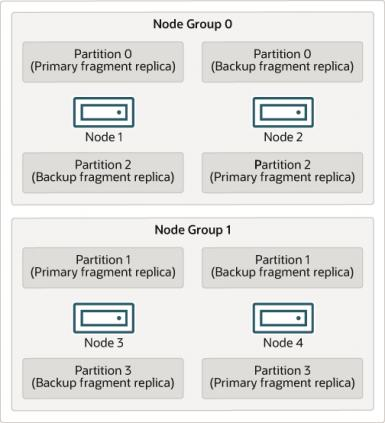 Node Group 0
Partition 0
(Primary fragment replica)
Partition 0
(Backup fragment replica)
Node 1
Node 2
Partition 2
(Backup fragment replica)
Partition 2
(Primary fragment replica)
Node Group 1
Partition 1
(Primary fragment replica)
Partition 1
(Backup fragment replica)
Node 3
Node 4
Partition 3
(Backup fragment replica)
Partition 3
(Primary fragment replica)